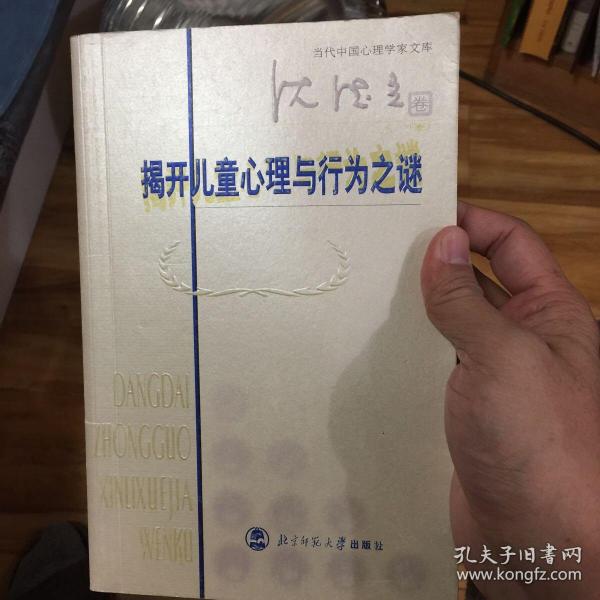 当代中国心理学家文库
沈德立
卷
揭开儿童心理与行为之谜
DANGDAI
ZHONGGUO
XINLIXUEJIA
WENKU
北京师范大学出版社
孔夫子旧书网
www.kongfz.com